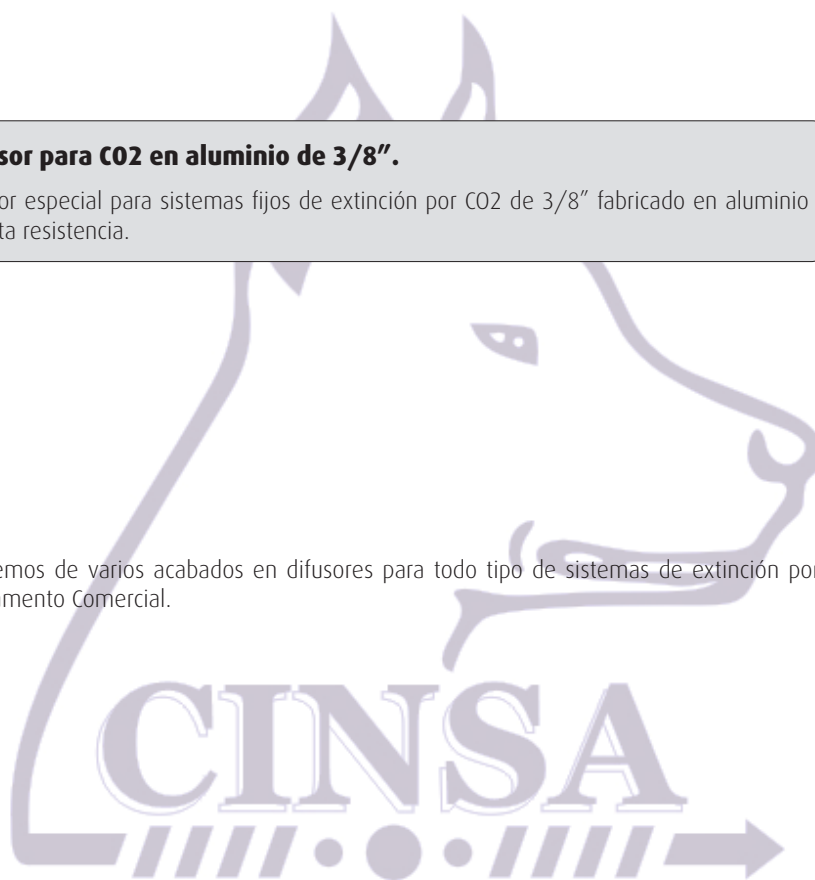 sor para CO2 en aluminio de 3/8”.
or especial para sistemas fijos de extinción por CO2 de 3/8” fabricado en aluminio
ta resistencia.
emos de varios acabados en difusores para todo tipo de sistemas de extinción por
amento Comercial.
CINSA